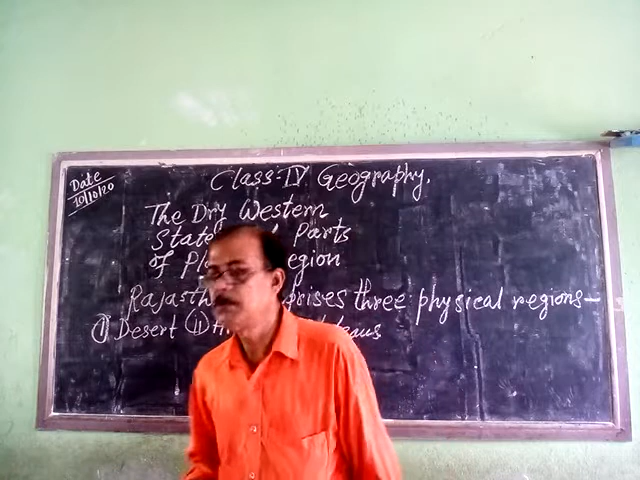 Date
10/10/20
Class-IV Geography.
The Dry Western
State Parts
of Pl egion
Rajasth prises three physical regions-
(I) Desert (II) H eaus